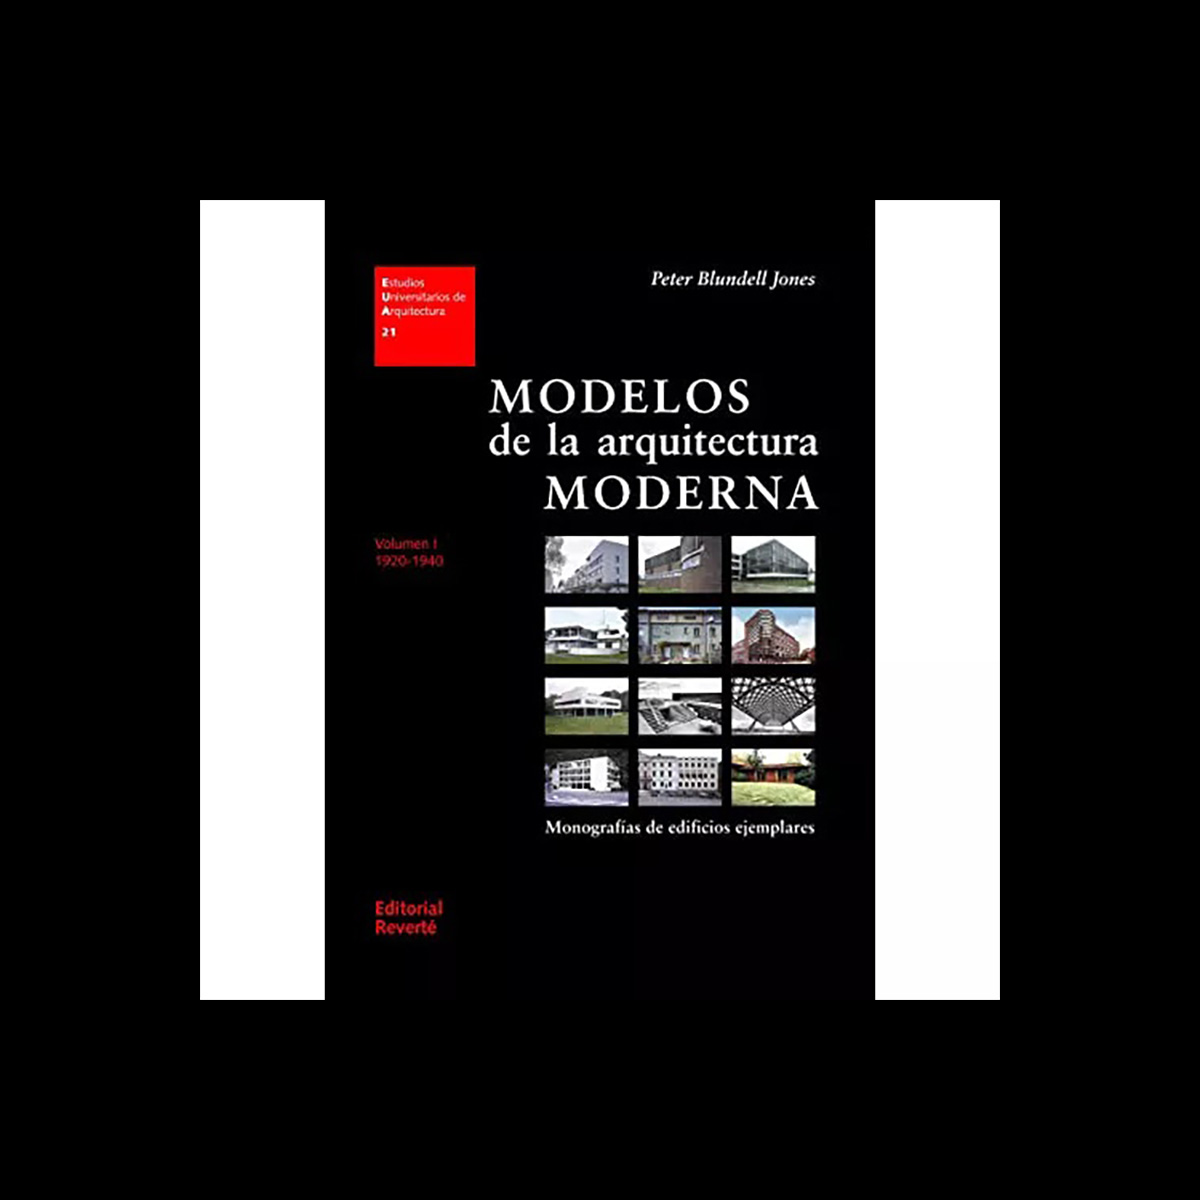 Peter Blundell Jones
Estudios
Universitarios de
Arquitectura
21
MODELOS
de la arquitectura
MODERNA
Volumen I
1920-1940
Monografías de edificios ejemplares
Editorial
Reverté